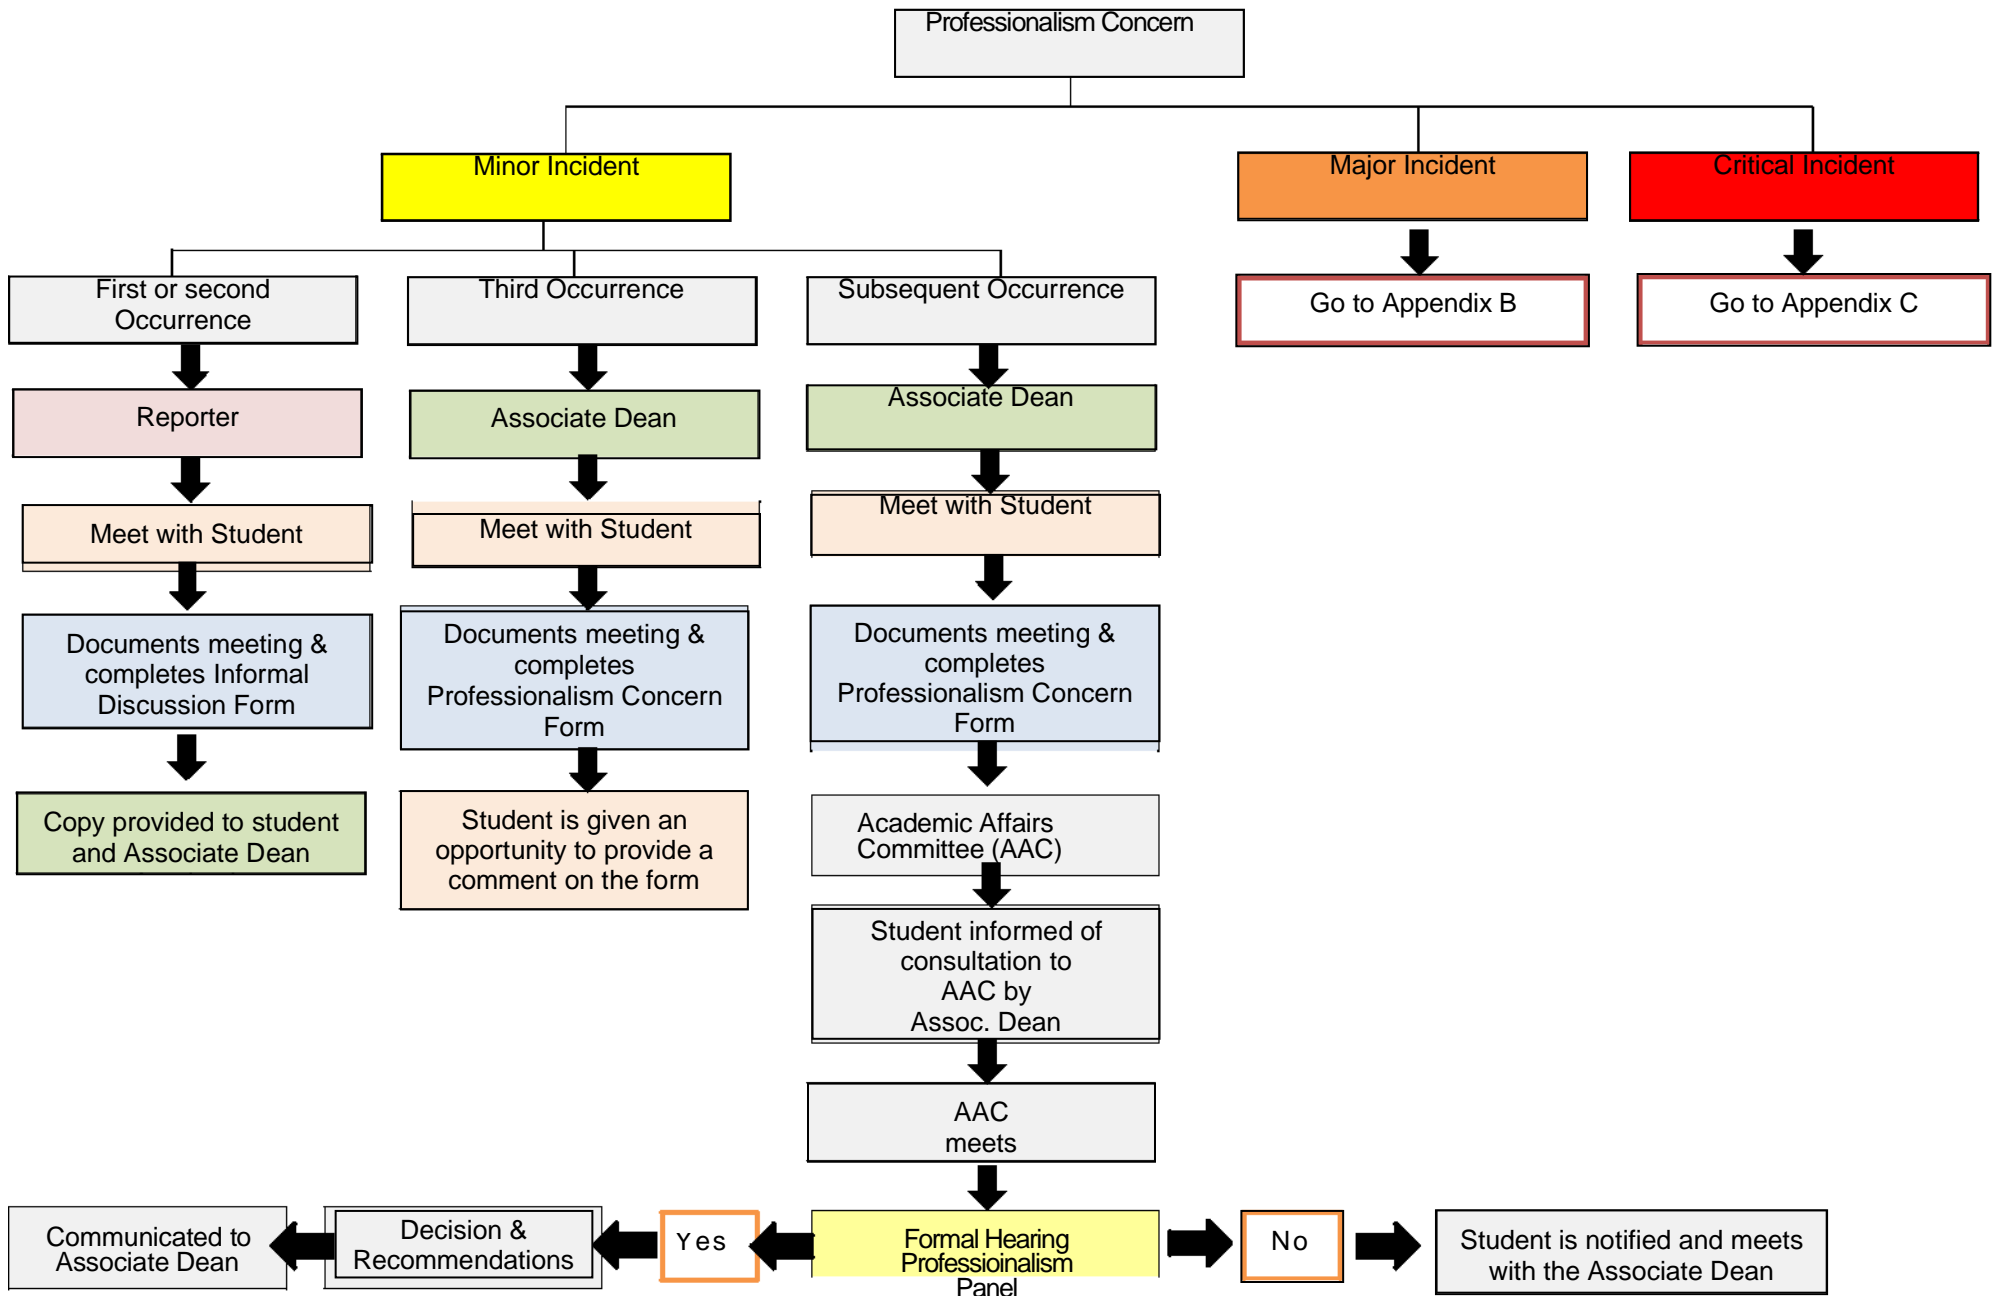 Professionalism Concern
Minor Incident
Major Incident
Critical Incident
Go to Appendix B
Go to Appendix C
First or second
Occurrence
Third Occurrence
Subsequent Occurrence
Reporter
Associate Dean
Associate Dean
Meet with Student
Meet with Student
Meet with Student
Documents meeting &
completes Informal
Discussion Form
Documents meeting &
completes
Professionalism Concern
Form
Documents meeting &
completes
Professionalism Concern
Form
Copy provided to student
and Associate Dean
Student is given an
opportunity to provide a
comment on the form
Academic Affairs
Committee (AAC)
Student informed of
consultation to
AAC by
Assoc. Dean
AAC
meets
Communicated to
Associate Dean
Decision &
Recommendations
Yes
Formal Hearing
Professioinalism
Panel
No
Student is notified and meets
with the Associate Dean